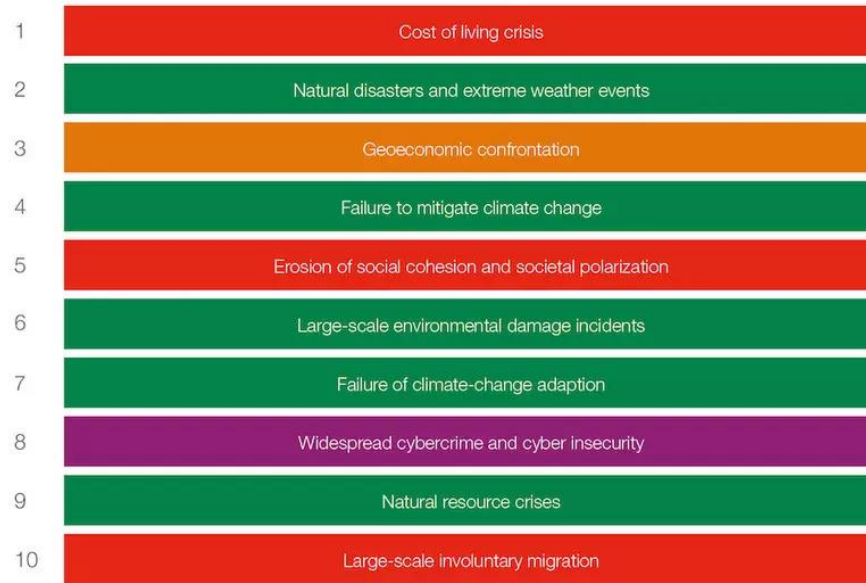 1 Cost of living crisis
2 Natural disasters and extreme weather events
3 Geoeconomic confrontation
4 Failure to mitigate climate change
5 Erosion of social cohesion and societal polarization
6 Large-scale environmental damage incidents
7 Failure of climate-change adaption
8 Widespread cybercrime and cyber insecurity
9 Natural resource crises
10 Large-scale involuntary migration